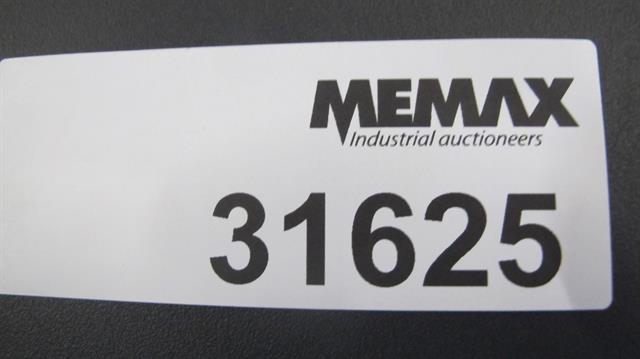 MEMAX
Industrial auctioneers
31625